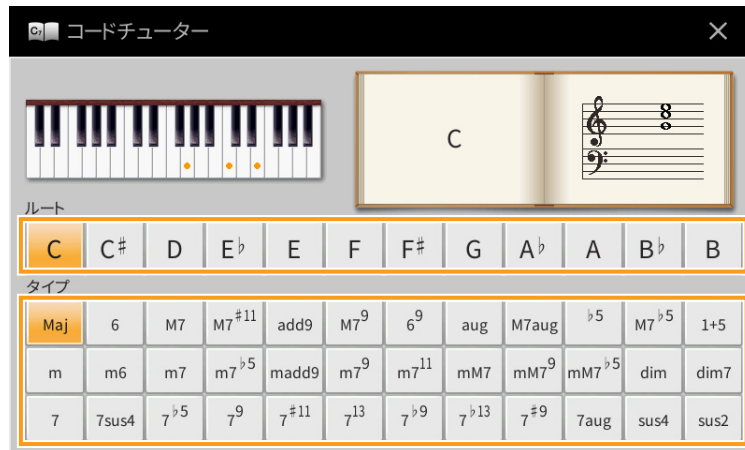 C7 コードチューター ×
C
ルート
C C♯ D E♭ E F F♯ G A♭ A B♭ B
タイプ
Maj 6 M7 M7♯11 add9 M79 69 aug M7aug ♭5 M7♭5 1+5
m m6 m7 m7♭5 madd9 m79 m711 mM7 mM79 mM7♭5 dim dim7
7 7sus4 7♭5 79 7♯11 713 7♭9 7♭13 7♯9 7aug sus4 sus2